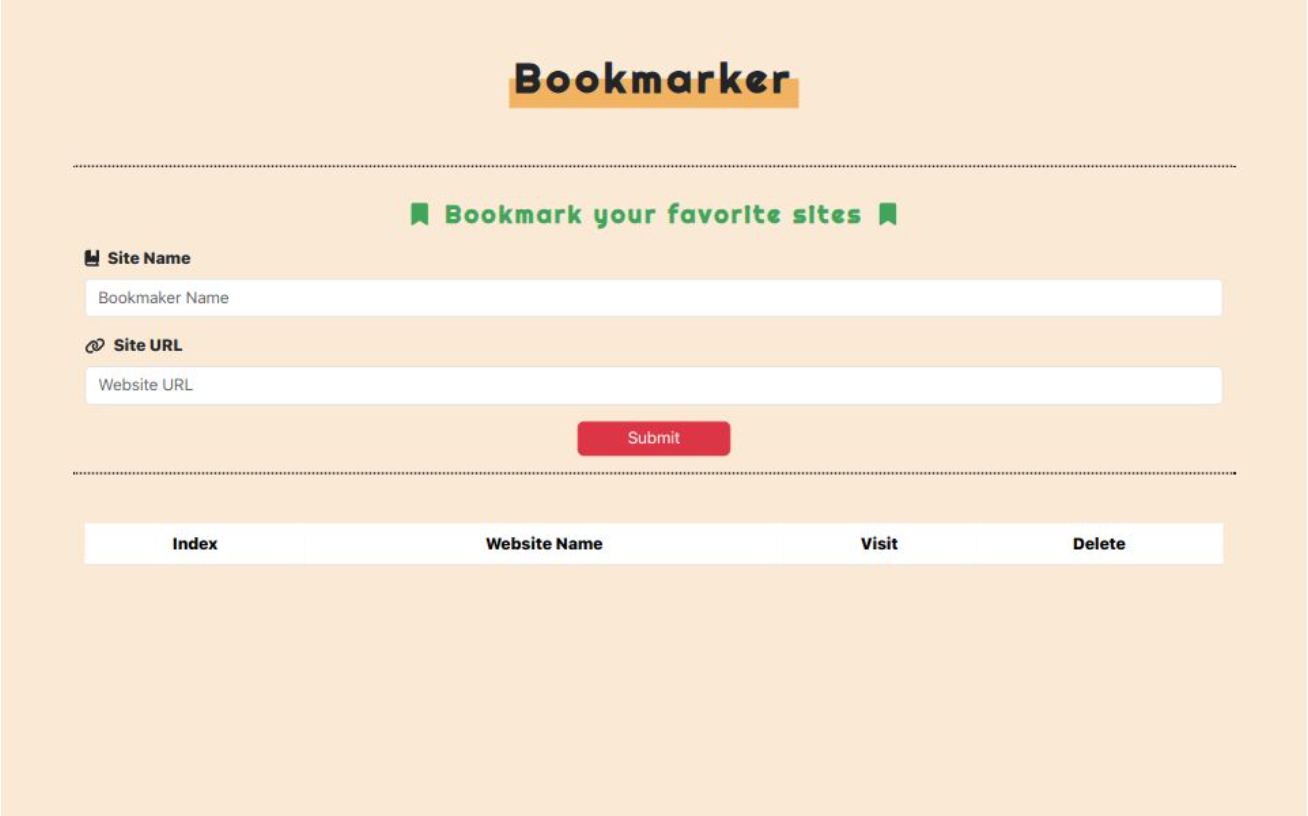 Bookmarker
Bookmark your favorite sites
Site Name
Bookmaker Name
Site URL
Website URL
Submit
Index Website Name Visit Delete